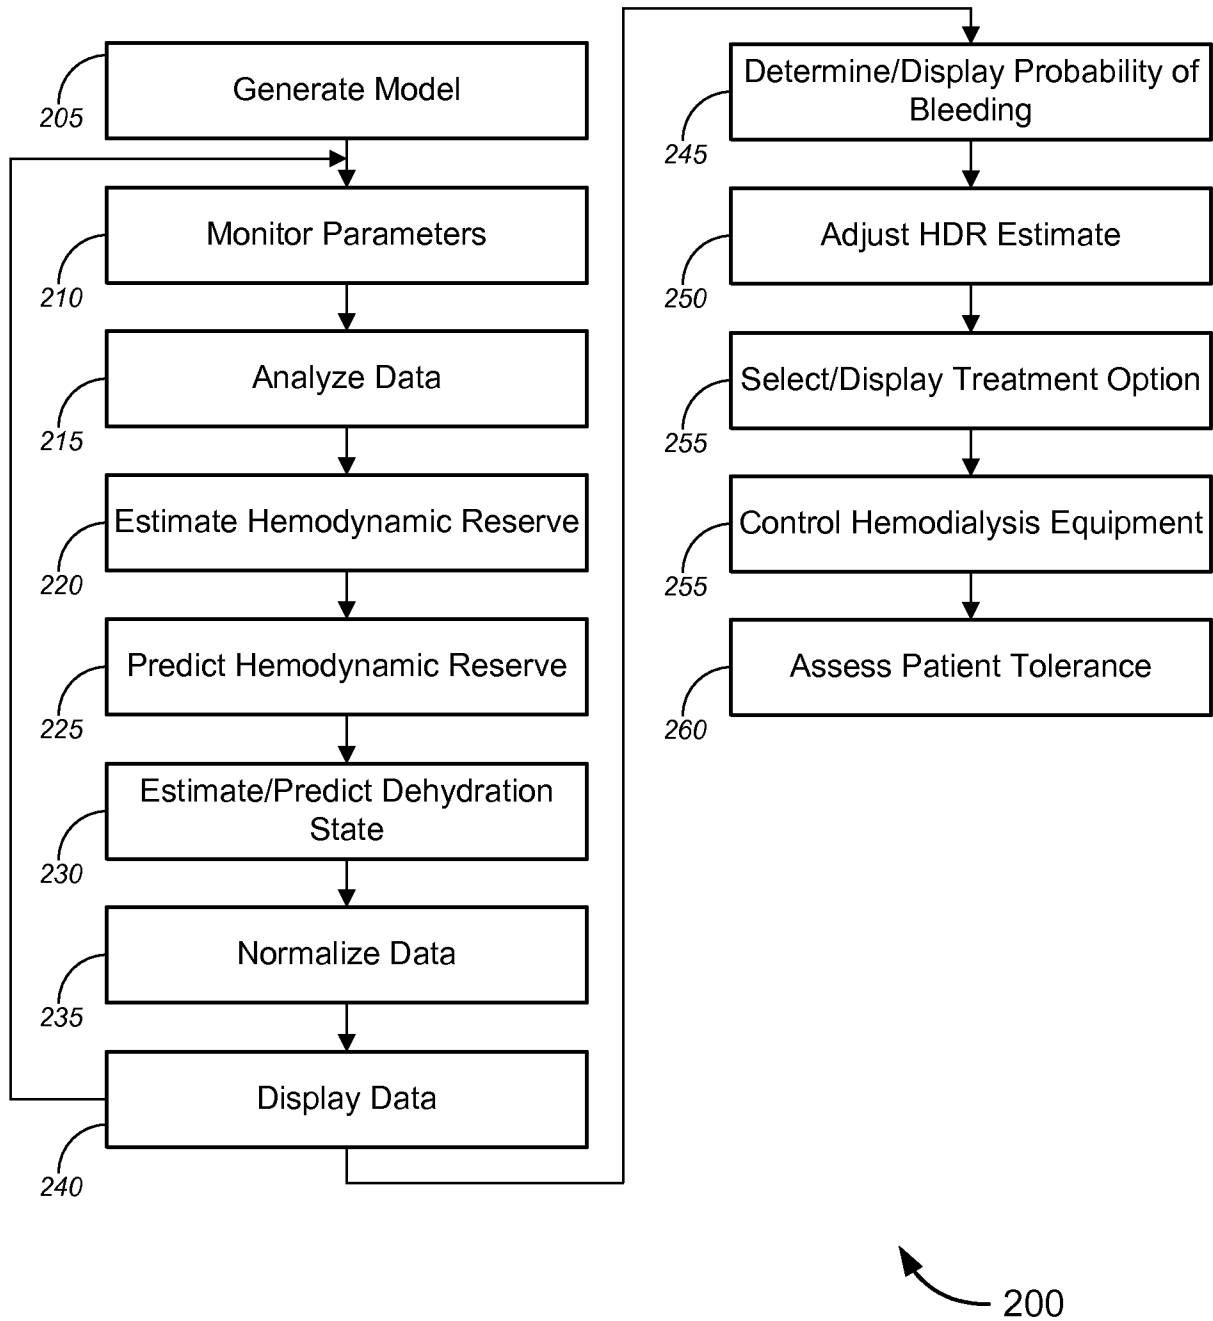 Generate Model
205
Monitor Parameters
210
Analyze Data
215
Estimate Hemodynamic Reserve
220
Predict Hemodynamic Reserve
225
Estimate/Predict Dehydration
State
230
Normalize Data
235
Display Data
240
Determine/Display Probability of
Bleeding
245
Adjust HDR Estimate
250
Select/Display Treatment Option
255
Control Hemodialysis Equipment
255
Assess Patient Tolerance
260
200